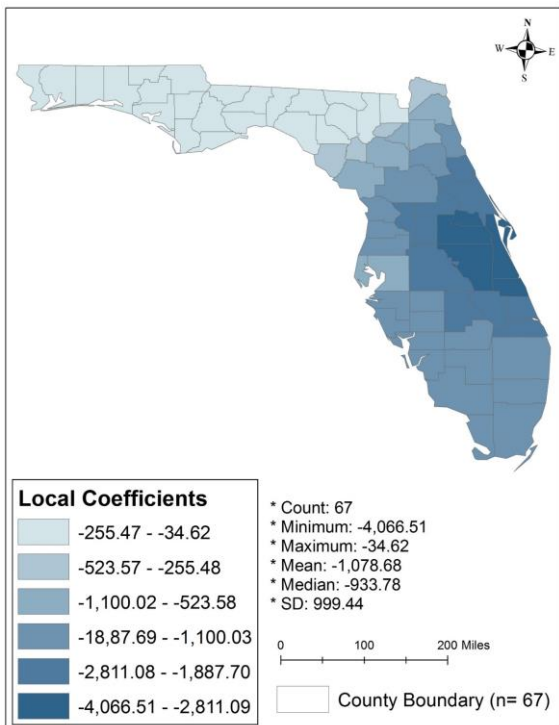 N
W E
S
Local Coefficients
-255.47 - -34.62
-523.57 - -255.48
-1,100.02 - -523.58
-18,87.69 - -1,100.03
-2,811.08 - -1,887.70
-4,066.51 - -2,811.09
* Count: 67
* Minimum: -4,066.51
* Maximum: -34.62
* Mean: -1,078.68
* Median: -933.78
* SD: 999.44
0 100 200 Miles
County Boundary (n= 67)